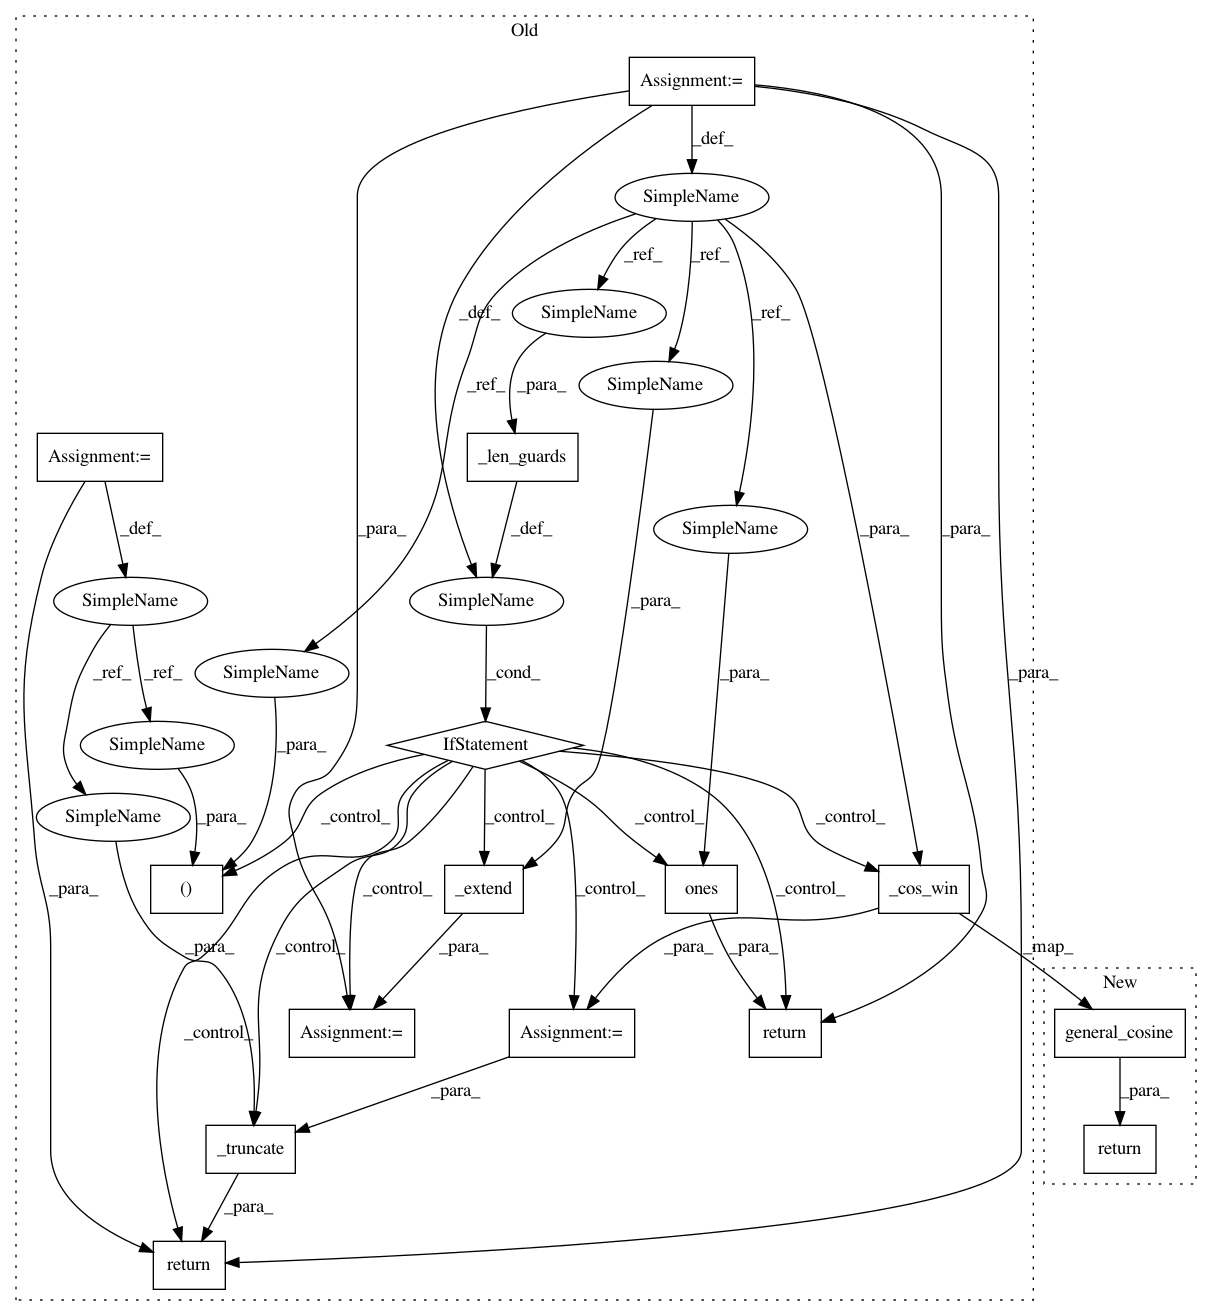 Old
Assignment:=
_def_
SimpleName
_ref_
_ref_
SimpleName
_def_
_ref_
SimpleName
_ref_
_para_
Assignment:=
_len_guards
SimpleName
_def_
_para_
_def_
_para_
_para_
SimpleName
SimpleName
_para_
SimpleName
_ref_
_ref_
_cond_
_para_
_para_
SimpleName
IfStatement
_para_
SimpleName
_para_
_control_
_control_
_control_
_control_
_para_
()
_extend
ones
_cos_win
_control_
_control_
_control_
_para_
_control_
_para_
_para_
_para_
_para_
_map_
New
_control_
Assignment:=
Assignment:=
return
general_cosine
_para_
_para_
_truncate
return
_para_
return